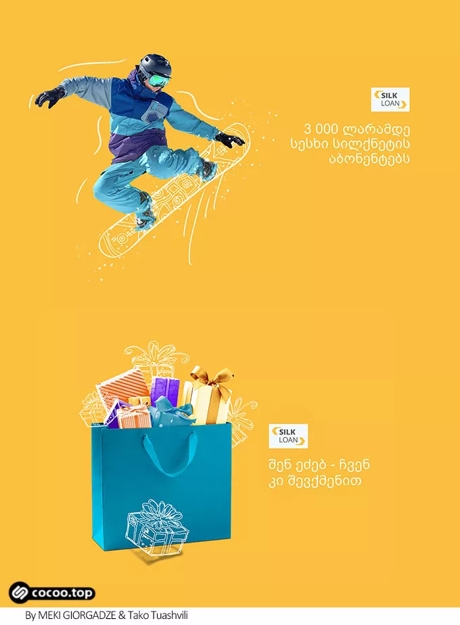 SILK
LOAN
3 000 ლარამდე
სესხი სილქნეტის
აბონენტებს
SILK
LOAN
შენ ეძებ - ჩვენ
კი შევქმენით
cocoo.top
By MEKI GIORGADZE & Tako Tuashvili